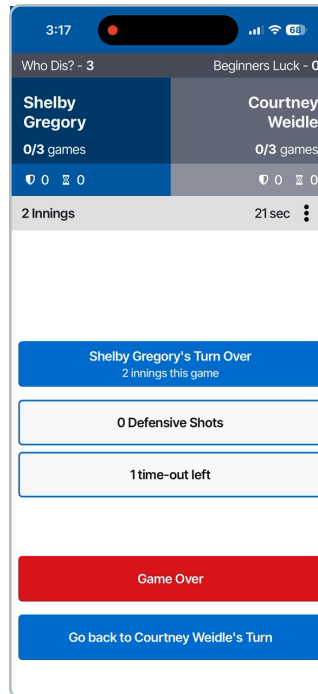 3:17 68
Who Dis? - 3 Beginners Luck - 0
Shelby Courtney
Gregory Weidle
0/3 games 0/3 games
0 0 0 0
2 Innings 21 sec
Shelby Gregory's Turn Over
2 innings this game
0 Defensive Shots
1 time-out left
Game Over
Go back to Courtney Weidle's Turn